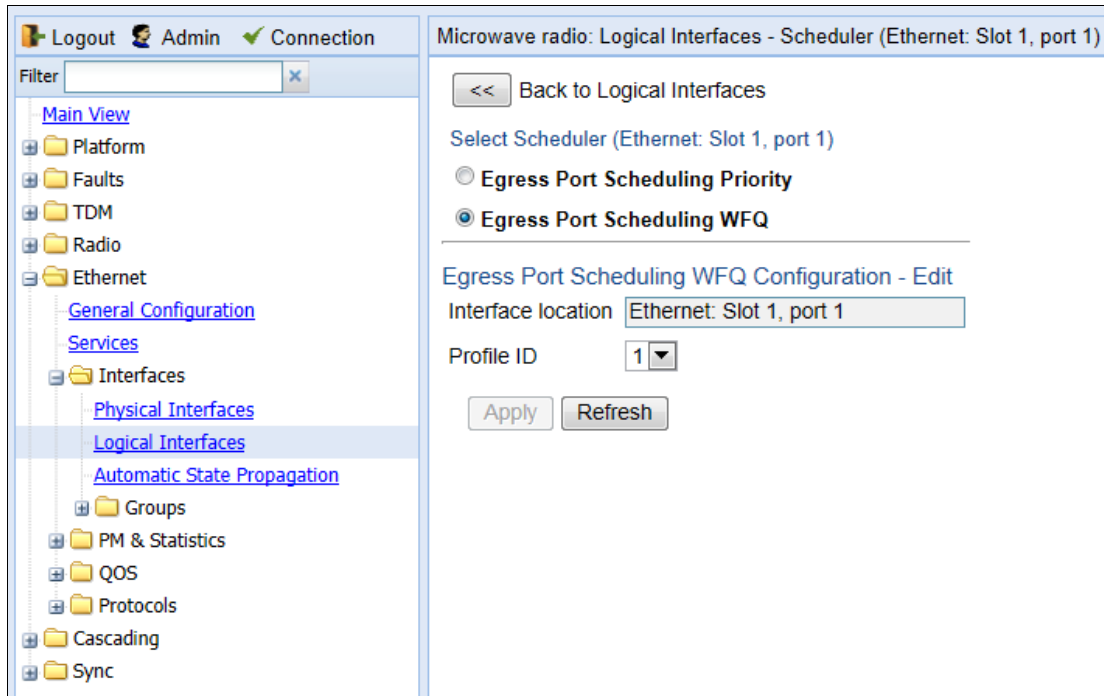 Logout Admin Connection
Filter
Main View
Platform
Faults
TDM
Radio
Ethernet
General Configuration
Services
Interfaces
Physical Interfaces
Logical Interfaces
Automatic State Propagation
Groups
PM & Statistics
QOS
Protocols
Cascading
Sync
Microwave radio: Logical Interfaces - Scheduler (Ethernet: Slot 1, port 1)
<< Back to Logical Interfaces
Select Scheduler (Ethernet: Slot 1, port 1)
Egress Port Scheduling Priority
Egress Port Scheduling WFQ
Egress Port Scheduling WFQ Configuration - Edit
Interface location Ethernet: Slot 1, port 1
Profile ID 1
Apply Refresh